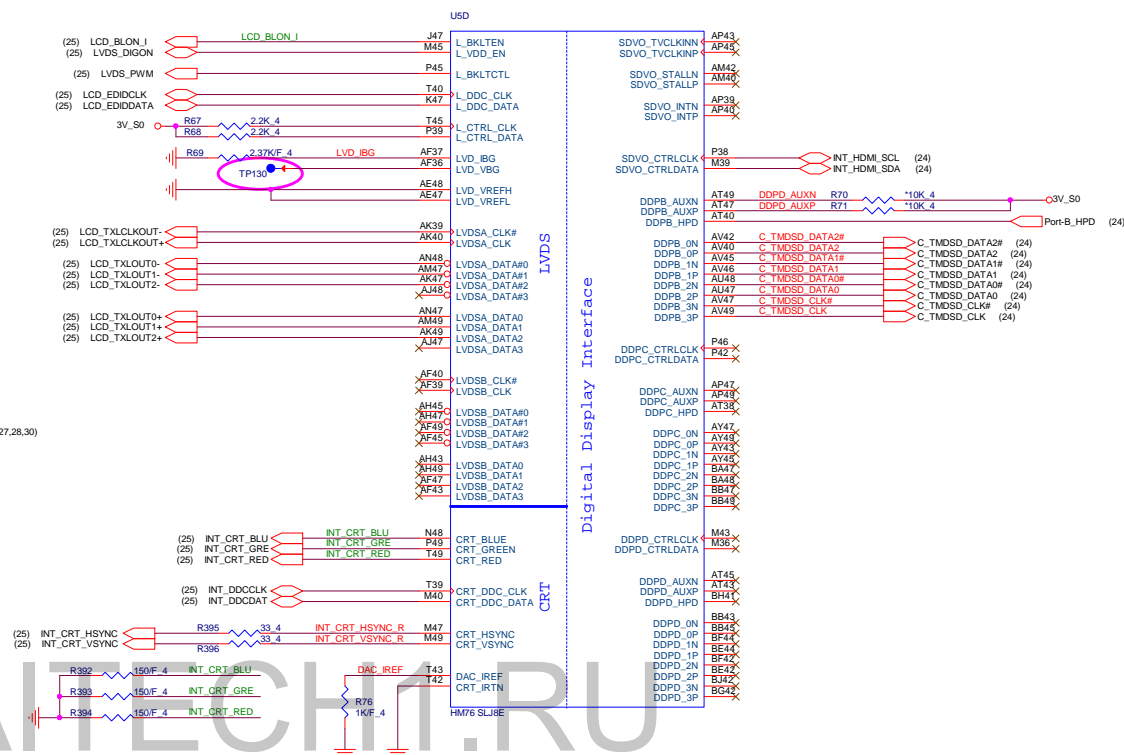 U5D
(25) LCD_BLON_I LCD_BLON_I J47 L_BKLTEN
(25) LVDS_DIGON M45 L_VDD_EN
(25) LVDS_PWM P45 L_BKLTCTL
(25) LCD_EDIDCLK T40 L_DDC_CLK
(25) LCD_EDIDDATA K47 L_DDC_DATA
3V_S0 R67 2.2K_4 T45 L_CTRL_CLK
R68 2.2K_4 P39 L_CTRL_DATA
R69 2.37K/F_4 LVD_IBG AF37 LVD_IBG
TP130 AF36 LVD_VBG
AE48 LVD_VREFH
AE47 LVD_VREFL
(25) LCD_TXLCLKOUT- AK39 LVDSA_CLK#
(25) LCD_TXLCLKOUT+ AK40 LVDSA_CLK
(25) LCD_TXLOUT0- AN48 LVDSA_DATA#0
(25) LCD_TXLOUT1- AM47 LVDSA_DATA#1
(25) LCD_TXLOUT2- AK47 LVDSA_DATA#2
AJ48 LVDSA_DATA#3
(25) LCD_TXLOUT0+ AN47 LVDSA_DATA0
(25) LCD_TXLOUT1+ AM49 LVDSA_DATA1
(25) LCD_TXLOUT2+ AK49 LVDSA_DATA2
AJ47 LVDSA_DATA3
AF40 LVDSB_CLK#
AF39 LVDSB_CLK
AH45 LVDSB_DATA#0
AH47 LVDSB_DATA#1
AF49 LVDSB_DATA#2
AF45 LVDSB_DATA#3
27,28,30)
AH43 LVDSB_DATA0
AH49 LVDSB_DATA1
AF47 LVDSB_DATA2
AF43 LVDSB_DATA3
LVDS
(25) INT_CRT_BLU INT_CRT_BLU N48 CRT_BLUE
(25) INT_CRT_GRE INT_CRT_GRE P49 CRT_GREEN
(25) INT_CRT_RED INT_CRT_RED T49 CRT_RED
(25) INT_DDCCLK T39 CRT_DDC_CLK
(25) INT_DDCDAT M40 CRT_DDC_DATA
CRT
(25) INT_CRT_HSYNC R395 33_4 INT_CRT_HSYNC_R M47 CRT_HSYNC
(25) INT_CRT_VSYNC R396 33_4 INT_CRT_VSYNC_R M49 CRT_VSYNC
DAC_IREF T43 DAC_IREF
T42 CRT_IRTN
R76
1K/F_4
R392 150/F_4 INT_CRT_BLU
R393 150/F_4 INT_CRT_GRE
R394 150/F_4 INT_CRT_RED
HM76 SLJ8E
Digital Display Interface
SDVO_TVCLKINN AP43
SDVO_TVCLKINP AP45
SDVO_STALLN AM42
SDVO_STALLP AM40
SDVO_INTN AP39
SDVO_INTP AP40
SDVO_CTRLCLK P38 INT_HDMI_SCL (24)
SDVO_CTRLDATA M39 INT_HDMI_SDA (24)
DDPB_AUXN AT49 DDPD_AUXN R70 *10K_4 3V_S0
DDPB_AUXP AT47 DDPD_AUXP R71 *10K_4
DDPB_HPD AT40 Port-B_HPD (24)
DDPB_0N AV42 C_TMDSD_DATA2# C_TMDSD_DATA2# (24)
DDPB_0P AV40 C_TMDSD_DATA2 C_TMDSD_DATA2 (24)
DDPB_1N AV45 C_TMDSD_DATA1# C_TMDSD_DATA1# (24)
DDPB_1P AV46 C_TMDSD_DATA1 C_TMDSD_DATA1 (24)
DDPB_2N AU48 C_TMDSD_DATA0# C_TMDSD_DATA0# (24)
DDPB_2P AU47 C_TMDSD_DATA0 C_TMDSD_DATA0 (24)
DDPB_3N AV47 C_TMDSD_CLK# C_TMDSD_CLK# (24)
DDPB_3P AV49 C_TMDSD_CLK C_TMDSD_CLK (24)
DDPC_CTRLCLK P46
DDPC_CTRLDATA P42
DDPC_AUXN AP47
DDPC_AUXP AP49
DDPC_HPD AT38
DDPC_0N AY47
DDPC_0P AY49
DDPC_1N AY43
DDPC_1P AY45
DDPC_2N BA47
DDPC_2P BA48
DDPC_3N BB47
DDPC_3P BB49
DDPD_CTRLCLK M43
DDPD_CTRLDATA M36
DDPD_AUXN AT45
DDPD_AUXP AT43
DDPD_HPD BH41
DDPD_0N BB43
DDPD_0P BB45
DDPD_1N BF44
DDPD_1P BE44
DDPD_2N BF42
DDPD_2P BE42
DDPD_3N BJ42
DDPD_3P BG42
AITECH1.RU